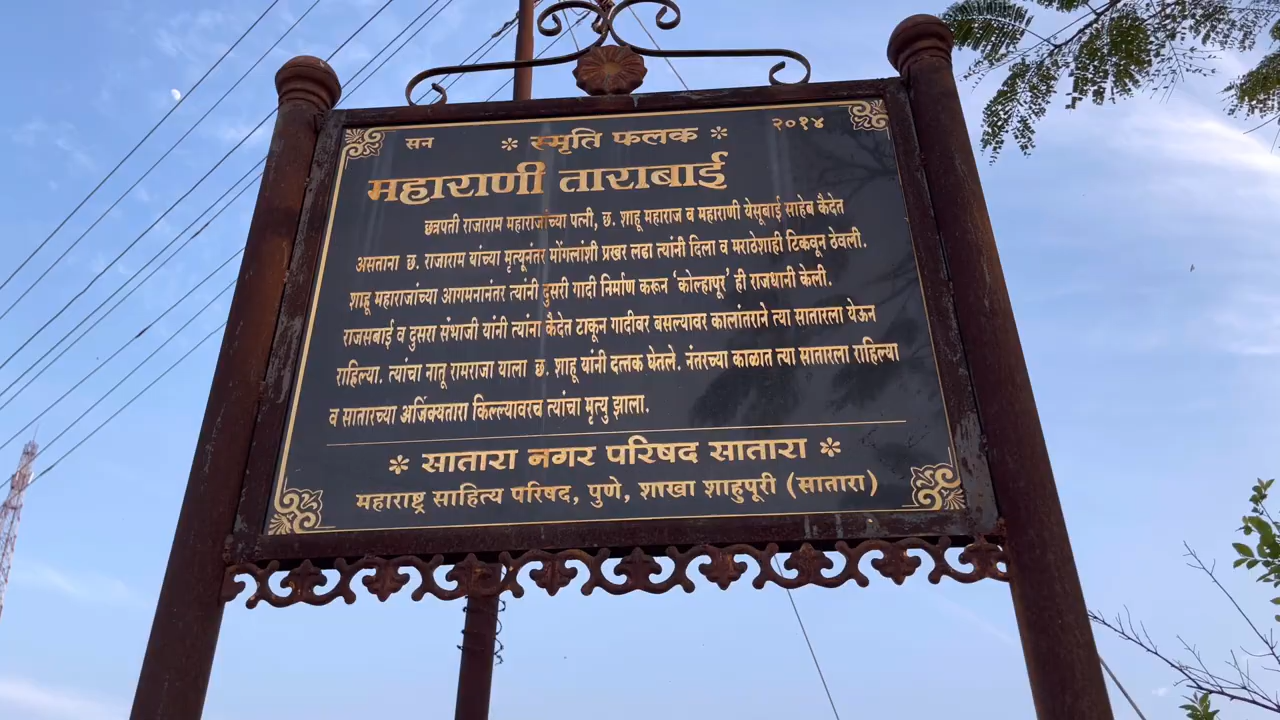 सन * स्मृति फलक * २०१४
महाराणी ताराबाई
छत्रपती राजाराम महाराजांच्या पत्नी, छ. शाहू महाराज व महाराणी येसूबाई साहेब कैदेत
असताना छ. राजाराम यांच्या मृत्यूनंतर मोंगलांशी प्रखर लढा त्यांनी दिला व मराठेशाही टिकवून ठेवली.
शाहू महाराजांच्या आगमनानंतर त्यांनी दुसरी गादी निर्माण करून 'कोल्हापूर' ही राजधानी केली.
राजसबाई व दुसरा संभाजी यांनी त्यांना कैदेत टाकून गादीवर बसल्यावर कालांतराने त्या सातारला येऊन
राहिल्या. त्यांचा नातू रामराजा याला छ. शाहू यांनी दत्तक घेतले. नंतरच्या काळात त्या सातारला राहिल्या
व सातारच्या अजिंक्यतारा किल्ल्यावरच त्यांचा मृत्यु झाला.
* सातारा नगर परिषद सातारा *
महाराष्ट्र साहित्य परिषद, पुणे, शाखा शाहुपूरी (सातारा)